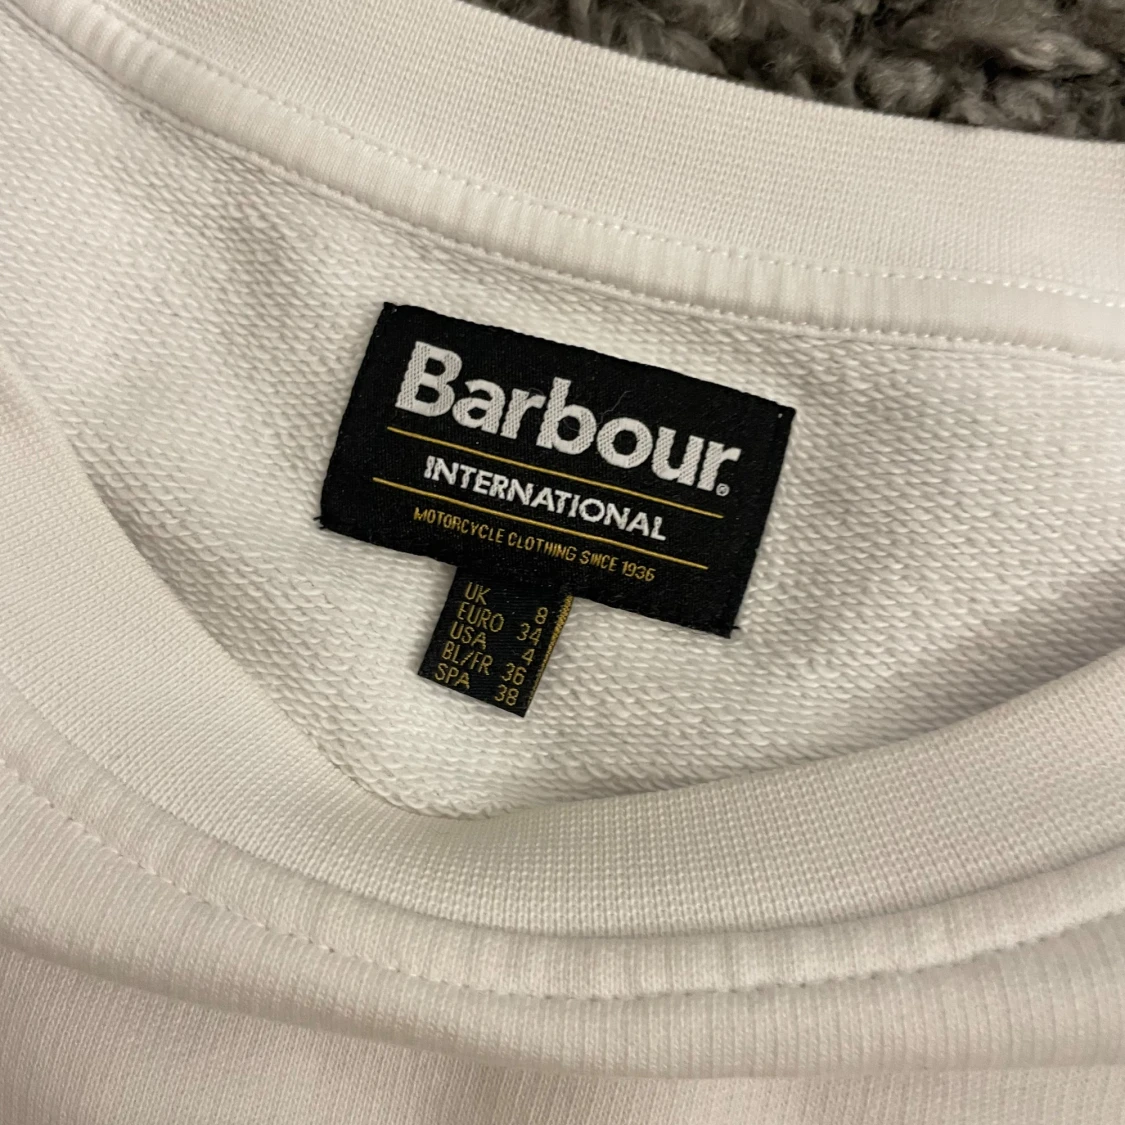 Barbour®
INTERNATIONAL
MOTORCYCLE CLOTHING SINCE 1936
UK 8
EURO 34
USA 4
BL/FR 36
SPA 38